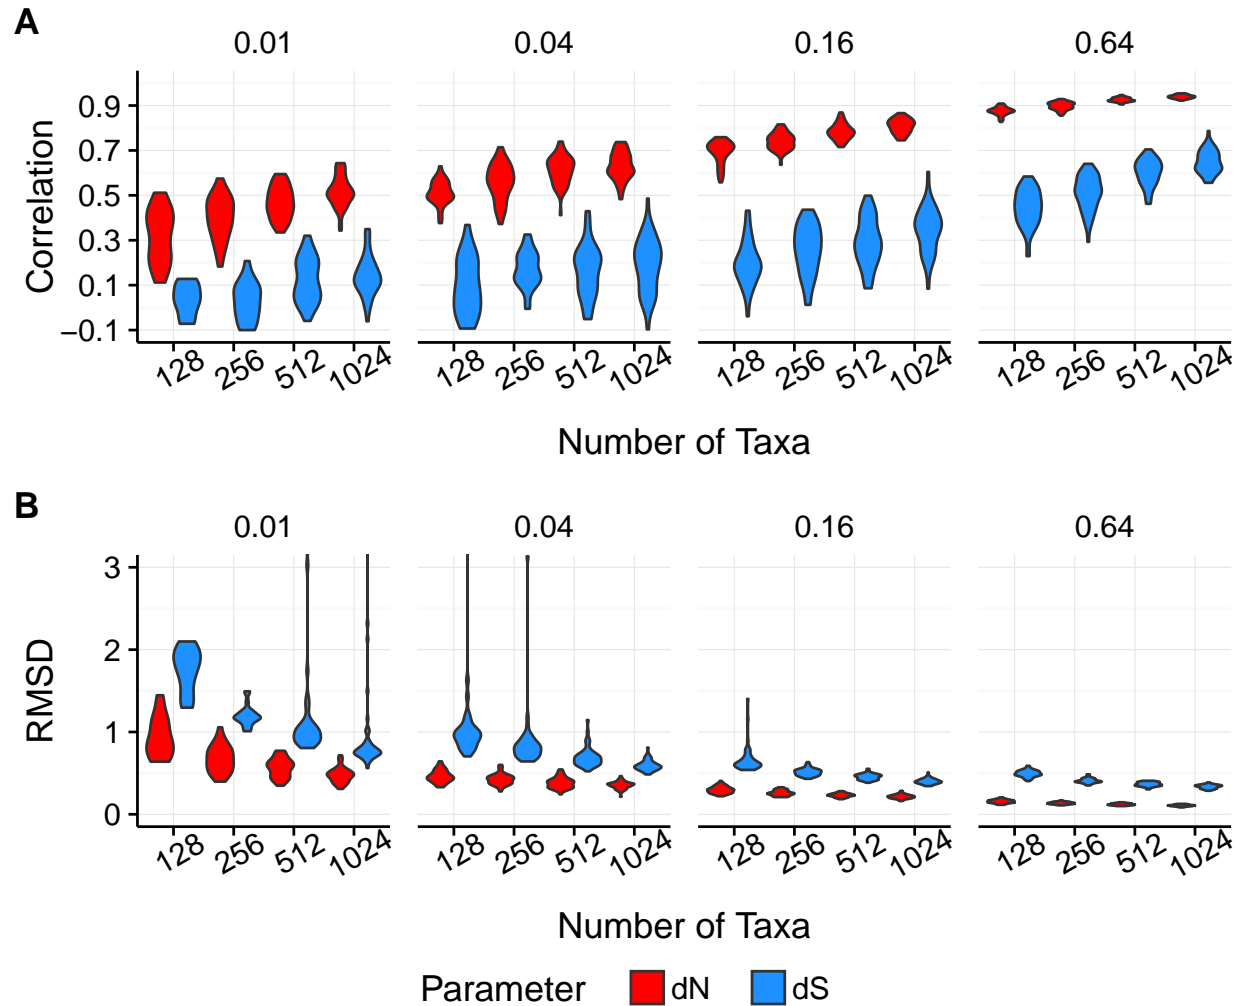 A
0.01 0.04 0.16 0.64
Correlation
0.9
0.7
0.5
0.3
0.1
−0.1
128 256 512 1024 128 256 512 1024 128 256 512 1024 128 256 512 1024
Number of Taxa
B
0.01 0.04 0.16 0.64
RMSD
3
2
1
0
128 256 512 1024 128 256 512 1024 128 256 512 1024 128 256 512 1024
Number of Taxa
Parameter dN dS